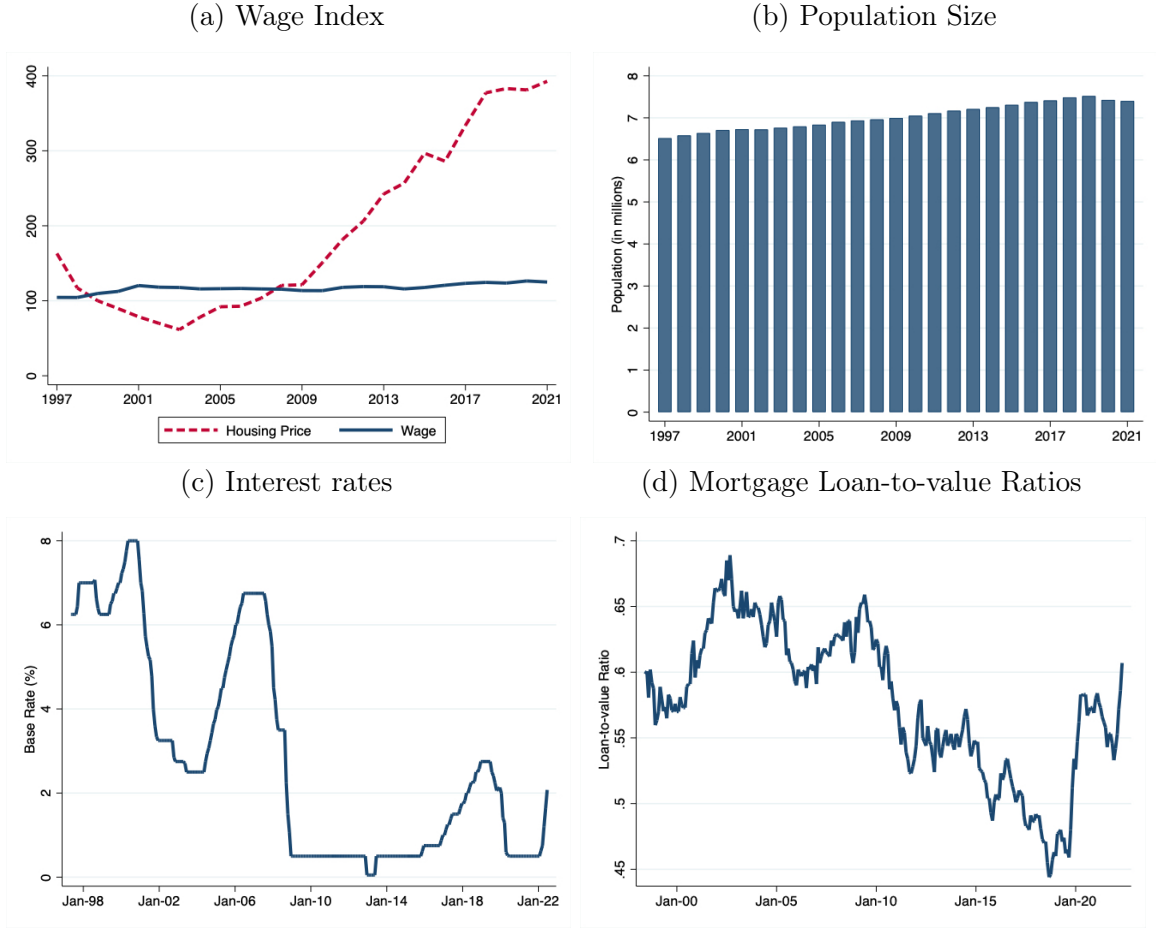 (a) Wage Index
400
300
200
100
0
1997 2001 2005 2009 2013 2017 2021
Housing Price Wage
(b) Population Size
Population (in millions)
8
7
6
5
4
3
2
1
0
1997 2001 2005 2009 2013 2017 2021
(c) Interest rates
Base Rate (%)
8
6
4
2
0
Jan-98 Jan-02 Jan-06 Jan-10 Jan-14 Jan-18 Jan-22
(d) Mortgage Loan-to-value Ratios
Loan-to-value Ratio
.7
.65
.6
.55
.5
.45
Jan-00 Jan-05 Jan-10 Jan-15 Jan-20